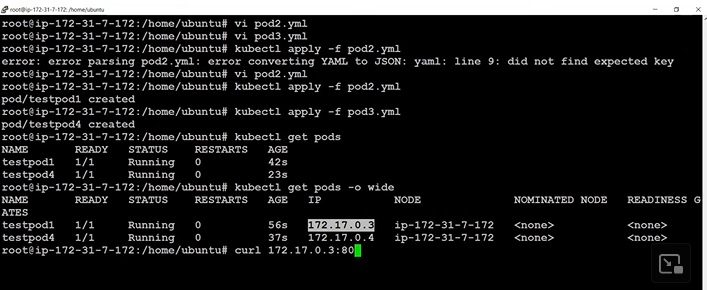 root@ip-172-31-7-172:/home/ubuntu
root@ip-172-31-7-172:/home/ubuntu# vi pod2.yml
root@ip-172-31-7-172:/home/ubuntu# vi pod3.yml
root@ip-172-31-7-172:/home/ubuntu# kubectl apply -f pod2.yml
error: error parsing pod2.yml: error converting YAML to JSON: yaml: line 9: did not find expected key
root@ip-172-31-7-172:/home/ubuntu# vi pod2.yml
root@ip-172-31-7-172:/home/ubuntu# kubectl apply -f pod2.yml
pod/testpod1 created
root@ip-172-31-7-172:/home/ubuntu# kubectl apply -f pod3.yml
pod/testpod4 created
root@ip-172-31-7-172:/home/ubuntu# kubectl get pods
NAME READY STATUS RESTARTS AGE
testpod1 1/1 Running 0 42s
testpod4 1/1 Running 0 23s
root@ip-172-31-7-172:/home/ubuntu# kubectl get pods -o wide
NAME READY STATUS RESTARTS AGE IP NODE NOMINATED NODE READINESS G
ATES
testpod1 1/1 Running 0 56s 172.17.0.3 ip-172-31-7-172 <none> <none>
testpod4 1/1 Running 0 37s 172.17.0.4 ip-172-31-7-172 <none> <none>
root@ip-172-31-7-172:/home/ubuntu# curl 172.17.0.3:80